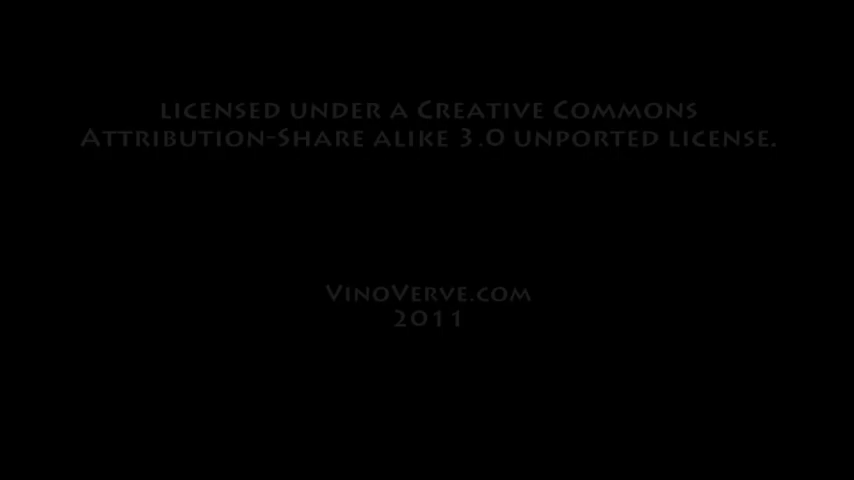 licensed under a Creative Commons
Attribution-Share alike 3.0 unported license.
VinoVerve.com
2011